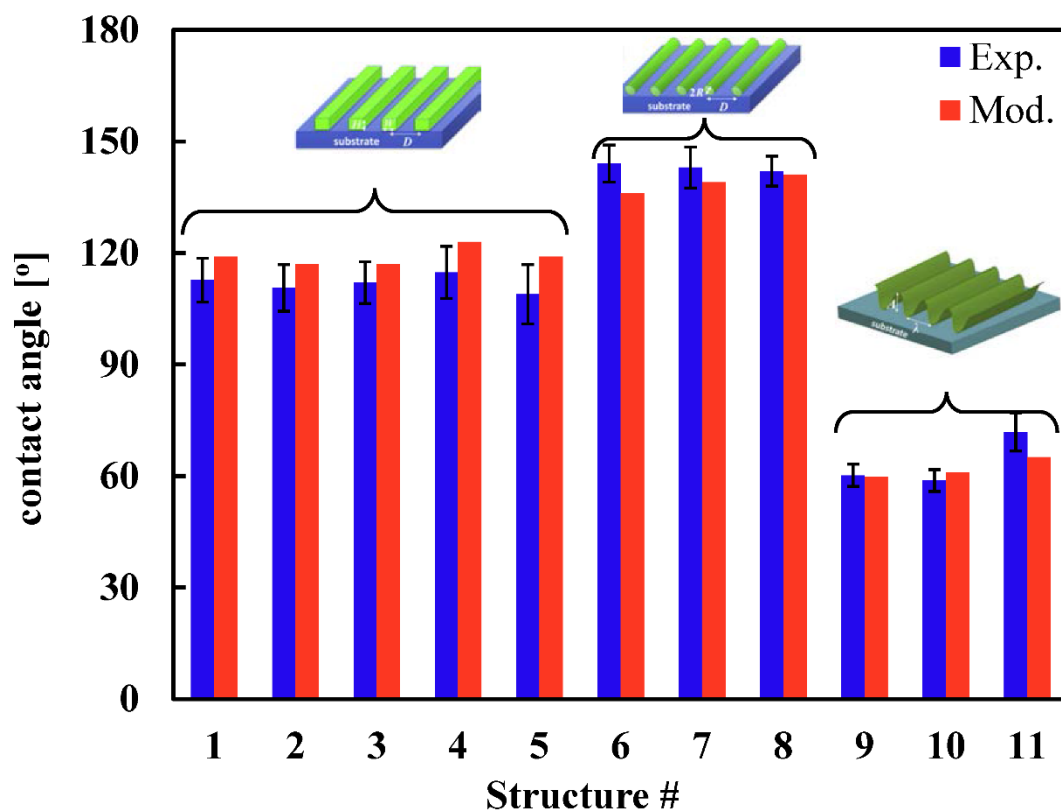 180
150
120
90
60
30
0
contact angle [º]
Exp.
Mod.
H
substrate
D
2R
substrate
D
A
λ
substrate
1 2 3 4 5 6 7 8 9 10 11
Structure #